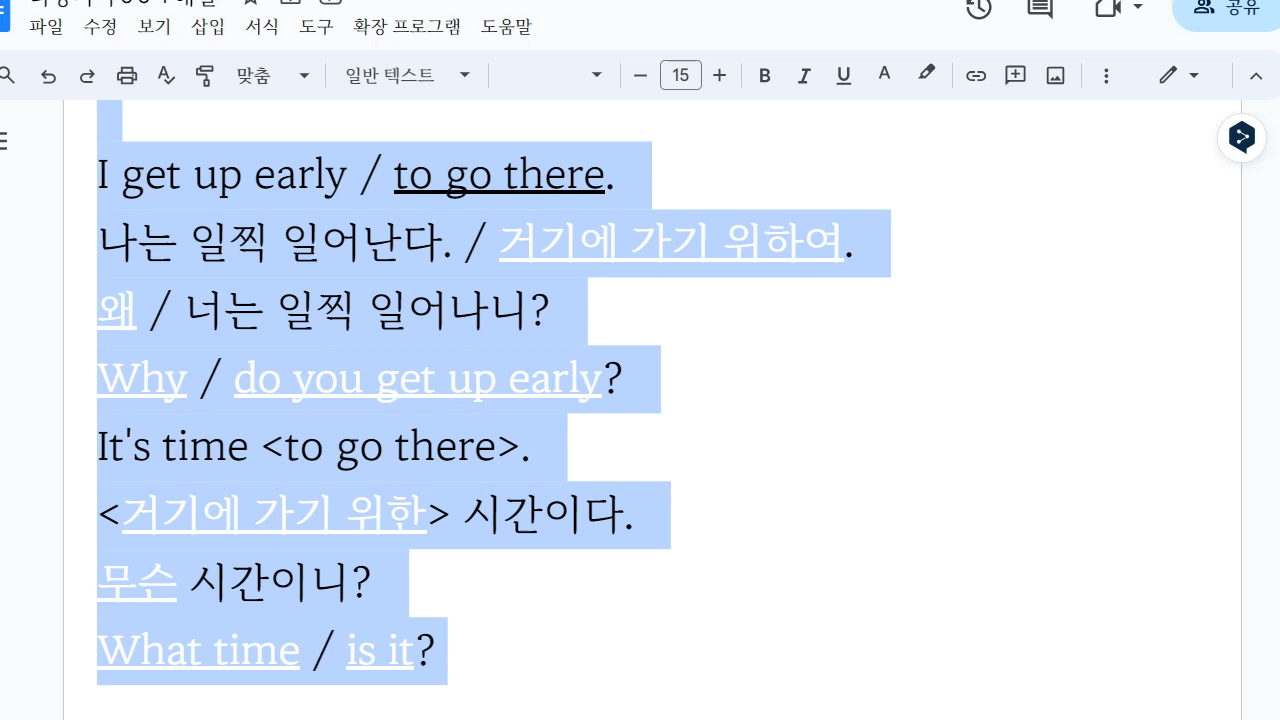 파일 수정 보기 삽입 서식 도구 확장 프로그램 도움말
공유
맞춤 일반 텍스트 15 B I U A
I get up early / to go there.
나는 일찍 일어난다. / 거기에 가기 위하여.
왜 / 너는 일찍 일어나니?
Why / do you get up early?
It's time <to go there>.
<거기에 가기 위한> 시간이다.
무슨 시간이니?
What time / is it?